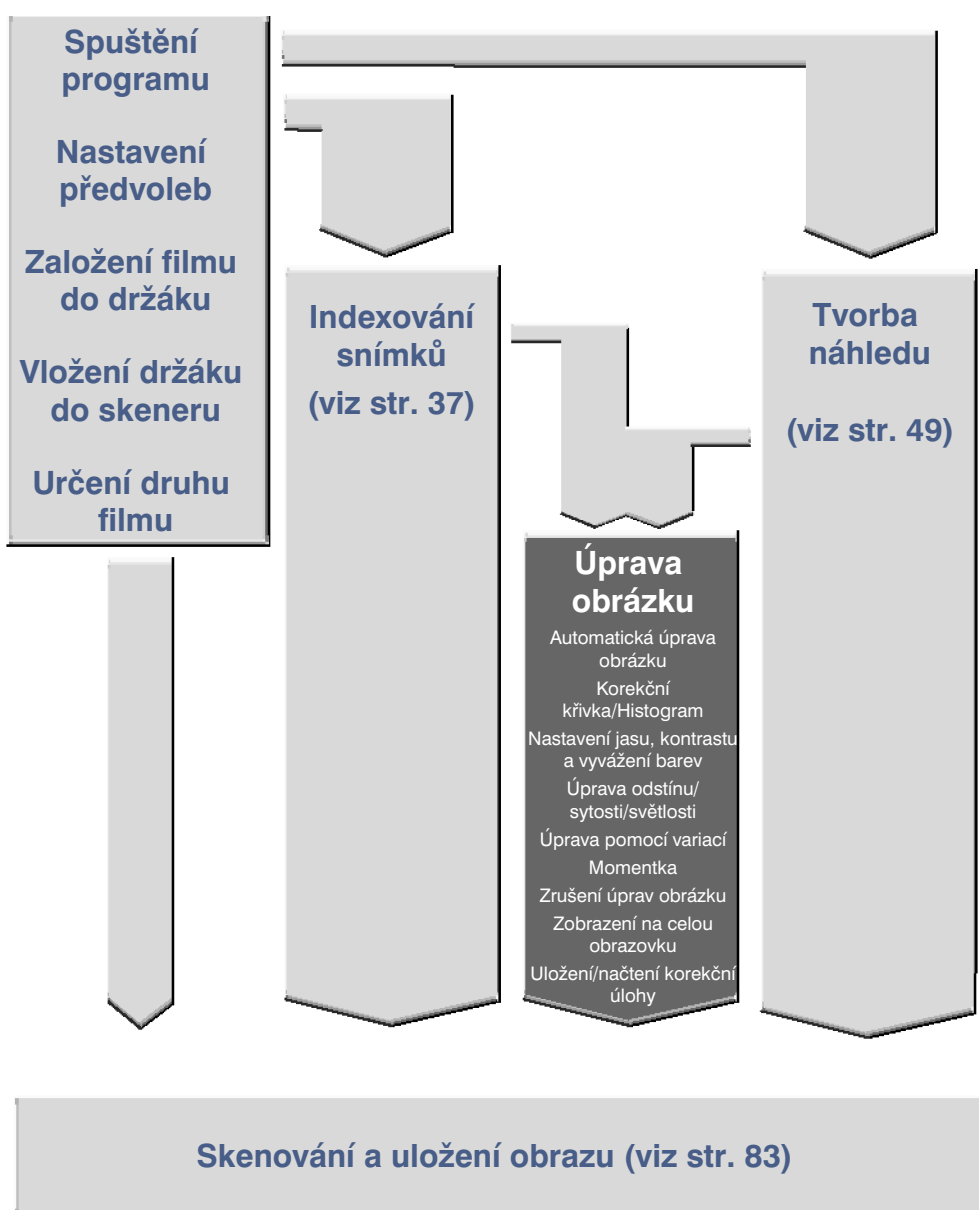 Spuštění
programu
Nastavení
předvoleb
Založení filmu
do držáku
Vložení držáku
do skeneru
Určení druhu
filmu
Indexování
snímků
(viz str. 37)
Tvorba
náhledu
(viz str. 49)
Úprava
obrázku
Automatická úprava
obrázku
Korekční
křivka/Histogram
Nastavení jasu, kontrastu
a vyvážení barev
Úprava odstínu/
sytosti/světlosti
Úprava pomocí variací
Momentka
Zrušení úprav obrázku
Zobrazení na celou
obrazovku
Uložení/načtení korekční
úlohy
Skenování a uložení obrazu (viz str. 83)